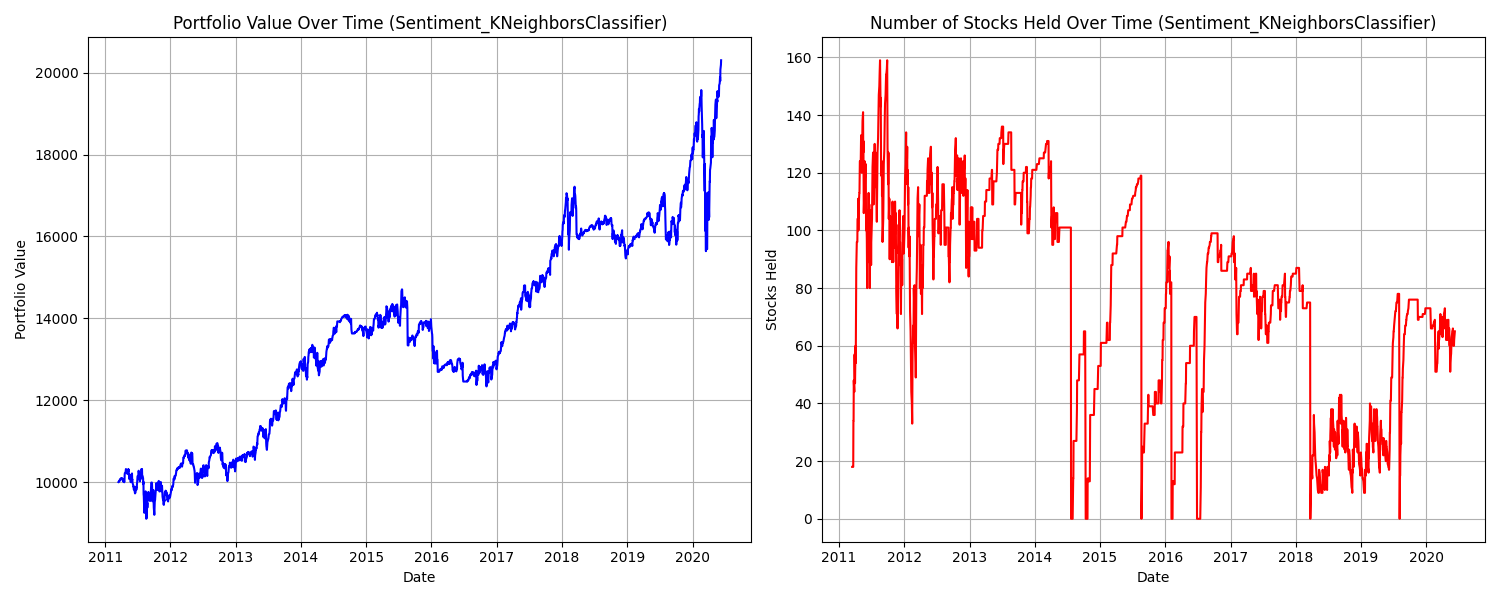 Portfolio Value Over Time (Sentiment_KNeighborsClassifier)
Portfolio Value
20000
18000
16000
14000
12000
10000
2011 2012 2013 2014 2015 2016 2017 2018 2019 2020
Date
Number of Stocks Held Over Time (Sentiment_KNeighborsClassifier)
Stocks Held
160
140
120
100
80
60
40
20
0
2011 2012 2013 2014 2015 2016 2017 2018 2019 2020
Date